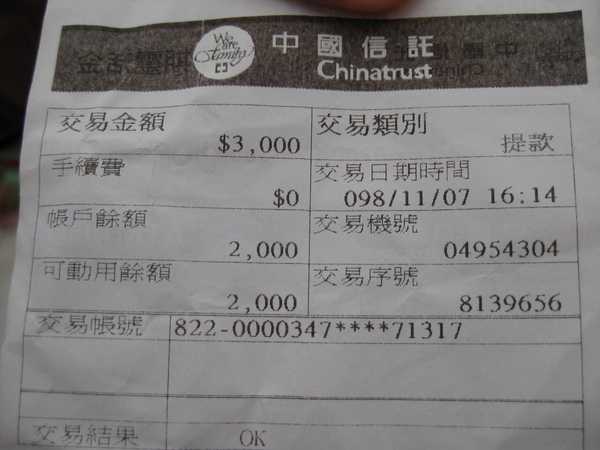 We are family
中國信託
Chinatrust
交易金額 $3,000
交易類別 提款
手續費 $0
交易日期時間 098/11/07 16:14
帳戶餘額 2,000
交易機號 04954304
可動用餘額 2,000
交易序號 8139656
交易帳號 822-0000347****71317
交易結果 OK